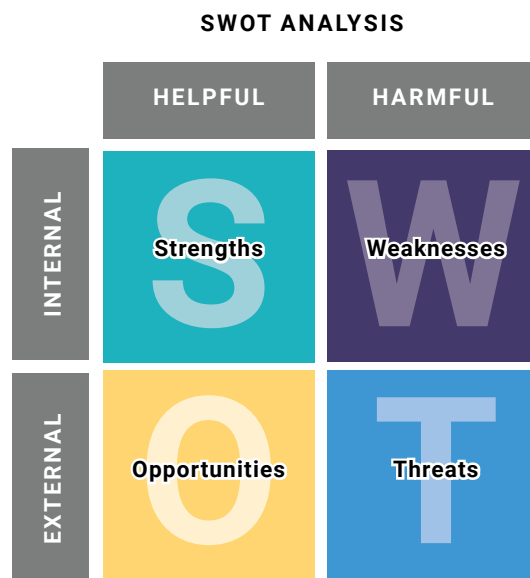 SWOT ANALYSIS
HELPFUL
HARMFUL
INTERNAL
S
Strengths
W
Weaknesses
EXTERNAL
O
Opportunities
T
Threats